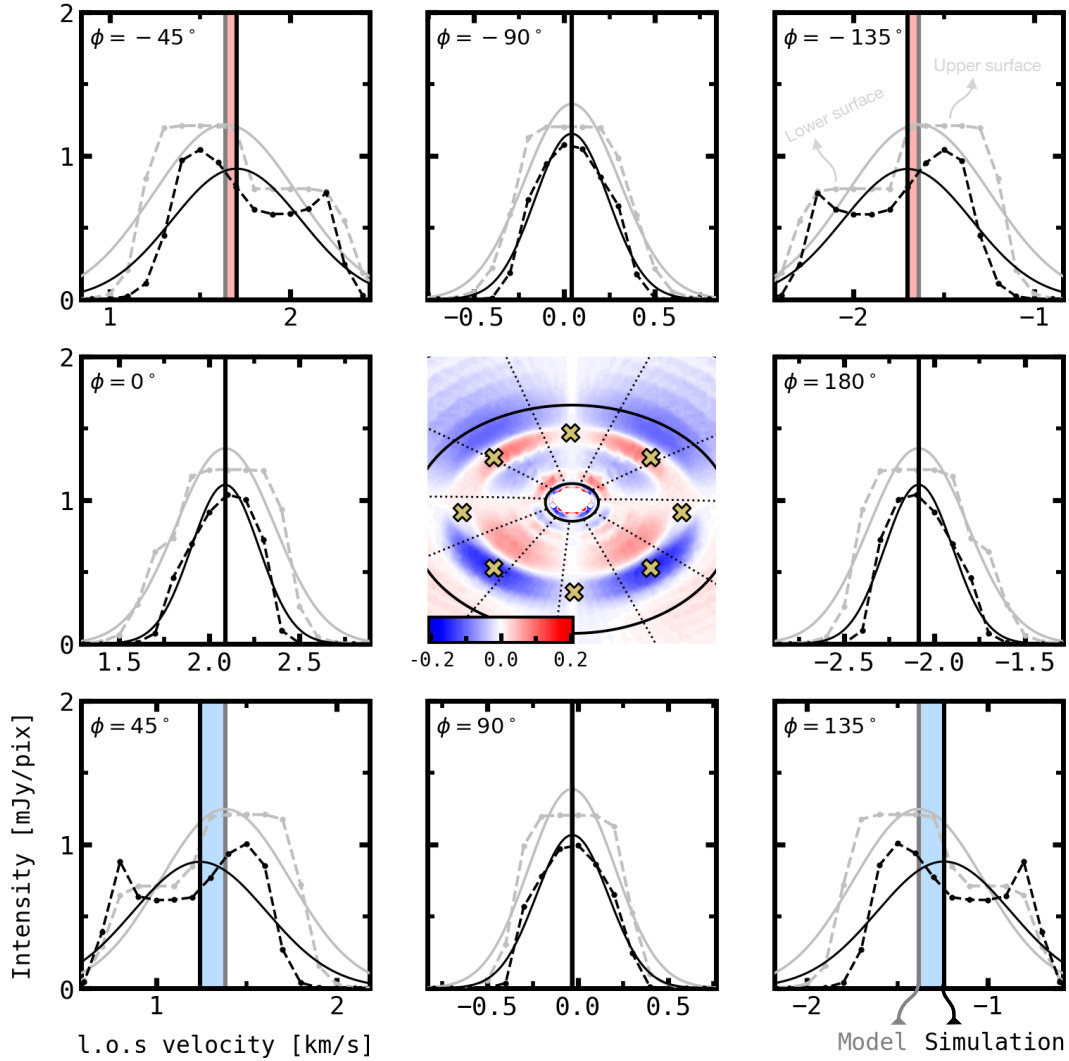 ϕ = −45° ϕ = −90° ϕ = −135°
Upper surface
Lower surface
2
1
0
1 2 −0.5 0.0 0.5 −2 −1
ϕ = 0° ϕ = 180°
2
1
0
1.5 2.0 2.5 -0.2 0.0 0.2 −2.5 −2.0 −1.5
ϕ = 45° ϕ = 90° ϕ = 135°
2
1
0
1 2 −0.5 0.0 0.5 −2 −1
Intensity [mJy/pix]
l.o.s velocity [km/s] Model Simulation